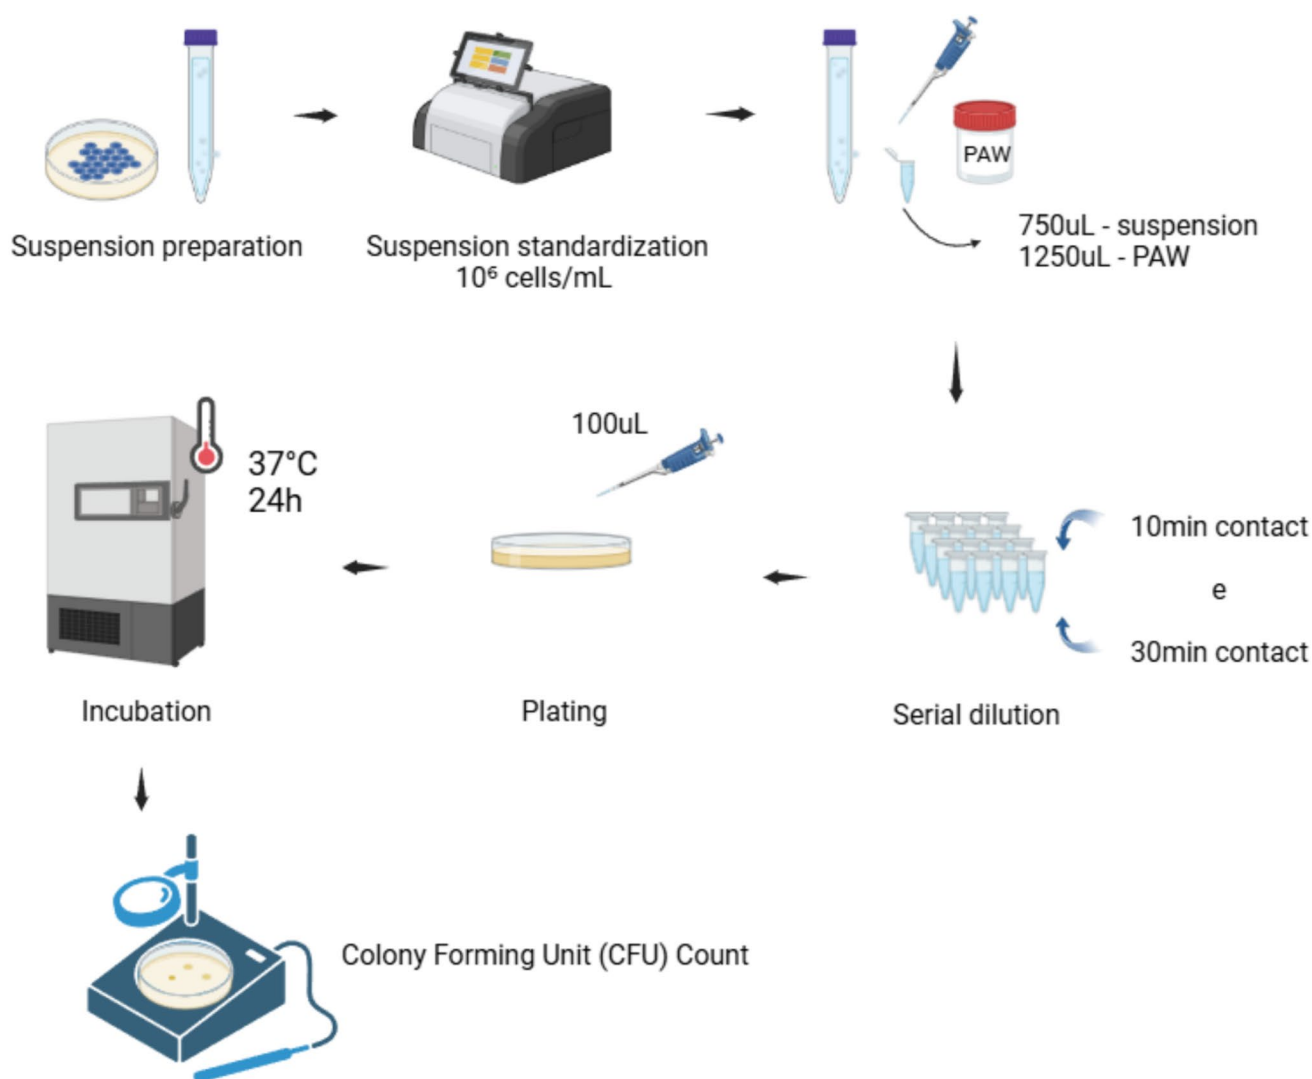 Suspension preparation
Suspension standardization
10⁶ cells/mL
PAW
750uL - suspension
1250uL - PAW
10min contact
e
30min contact
Serial dilution
100uL
Plating
37°C
24h
Incubation
Colony Forming Unit (CFU) Count